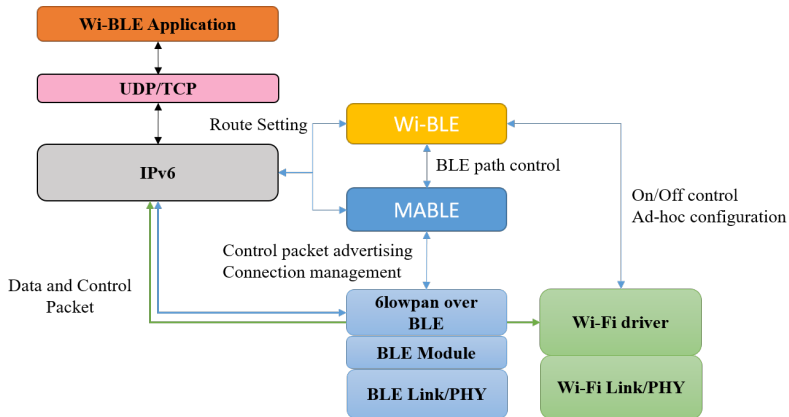 Wi-BLE Application
UDP/TCP
Route Setting
Wi-BLE
IPv6
BLE path control
MABLE
On/Off control
Ad-hoc configuration
Control packet advertising
Connection management
Data and Control
Packet
6lowpan over
BLE
Wi-Fi driver
BLE Module
BLE Link/PHY
Wi-Fi Link/PHY